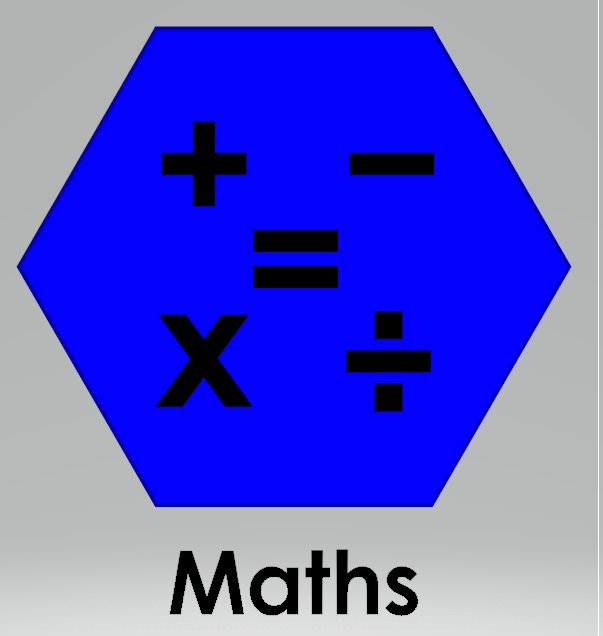 + −
=
x ÷
Maths